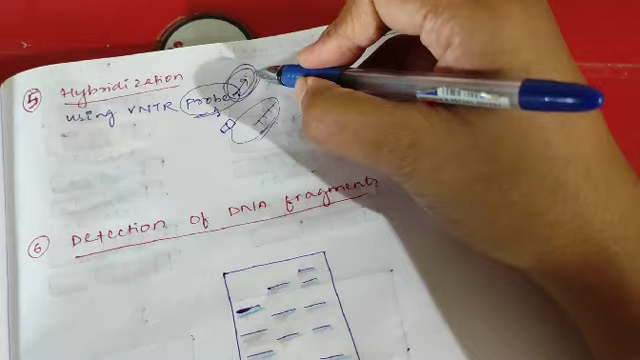 5 Hybridization
using VNTR probe
6 Detection of DNA fragments